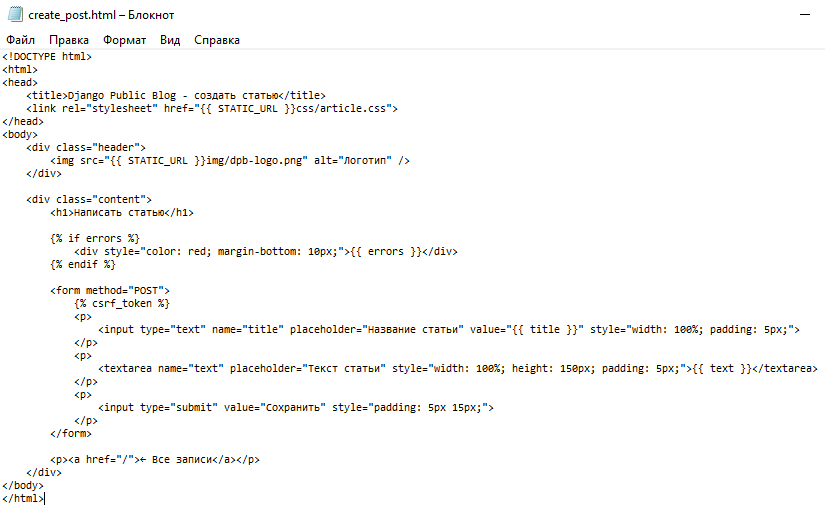 create_post.html – Блокнот
Файл Правка Формат Вид Справка
<!DOCTYPE html>
<html>
<head>
    <title>Django Public Blog - создать статью</title>
    <link rel="stylesheet" href="{{ STATIC_URL }}css/article.css">
</head>
<body>
    <div class="header">
        <img src="{{ STATIC_URL }}img/dpb-logo.png" alt="Логотип" />
    </div>

    <div class="content">
        <h1>Написать статью</h1>

        {% if errors %}
            <div style="color: red; margin-bottom: 10px;">{{ errors }}</div>
        {% endif %}

        <form method="POST">
            {% csrf_token %}
            <p>
                <input type="text" name="title" placeholder="Название статьи" value="{{ title }}" style="width: 100%; padding: 5px;">
            </p>
            <p>
                <textarea name="text" placeholder="Текст статьи" style="width: 100%; height: 150px; padding: 5px;">{{ text }}</textarea>
            </p>
            <p>
                <input type="submit" value="Сохранить" style="padding: 5px 15px;">
            </p>
        </form>

        <p><a href="/">← Все записи</a></p>
    </div>
</body>
</html>